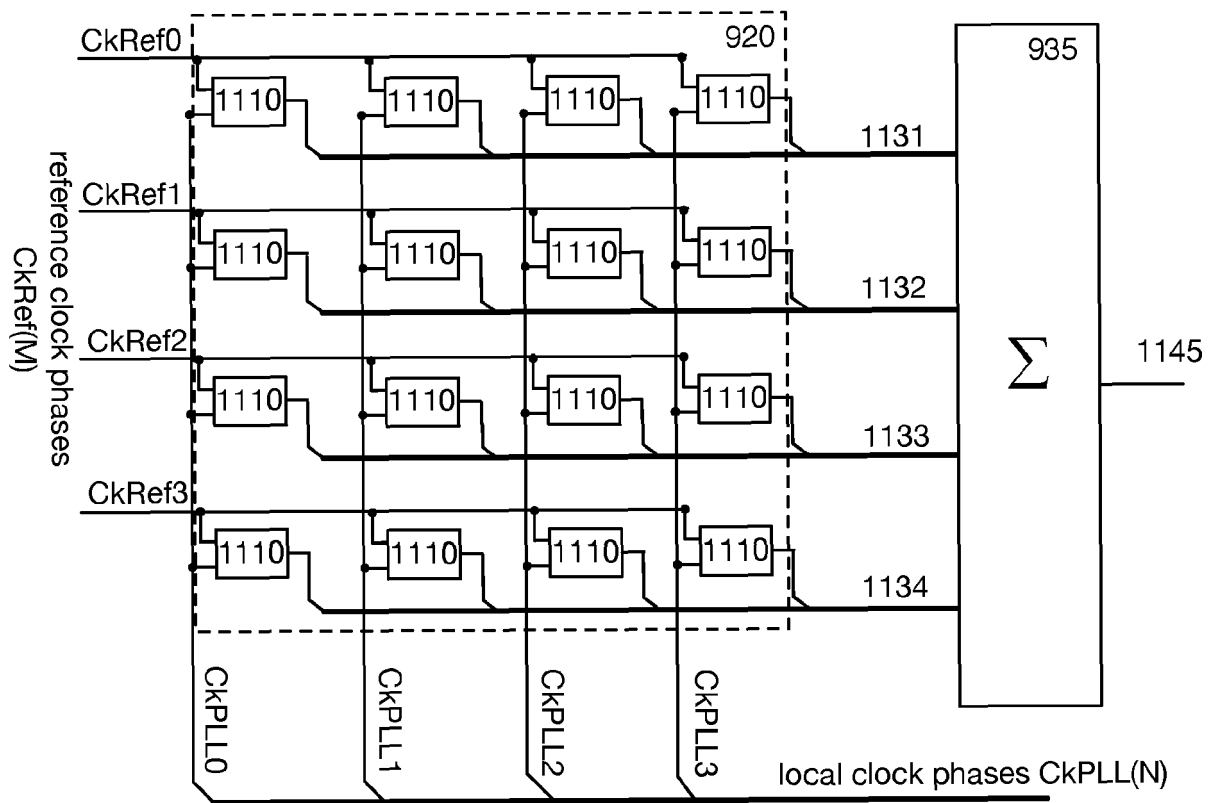 CkRef0
920
935
1110 1110 1110 1110
1131
reference clock phases
CkRef(M)
CkRef1
1110 1110 1110 1110
1132
CkRef2
1110 1110 1110 1110
1133
Σ
1145
CkRef3
1110 1110 1110 1110
1134
CkPLL0
CkPLL1
CkPLL2
CkPLL3
local clock phases CkPLL(N)